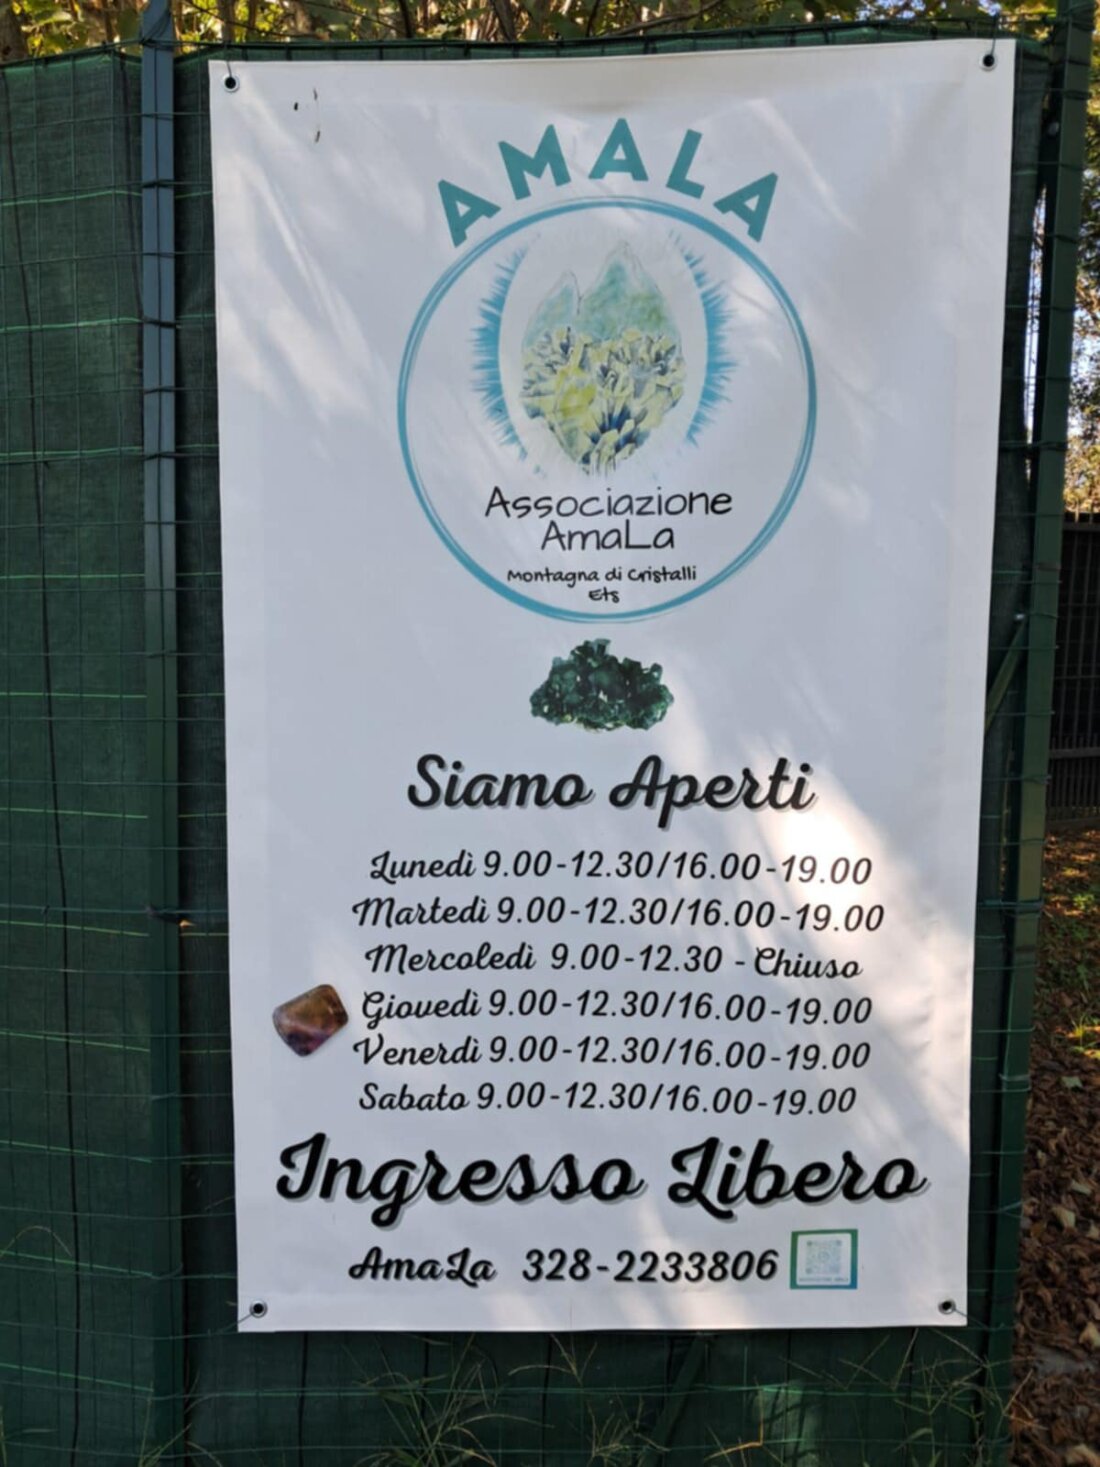 AMALA
Associazione
AmaLa
Montagna di Cristalli
Ets
Siamo Aperti
Lunedì 9.00-12.30/16.00-19.00
Martedì 9.00-12.30/16.00-19.00
Mercoledì 9.00-12.30 - Chiuso
Giovedì 9.00-12.30/16.00-19.00
Venerdì 9.00-12.30/16.00-19.00
Sabato 9.00-12.30/16.00-19.00
Ingresso Libero
AmaLa 328-2233806